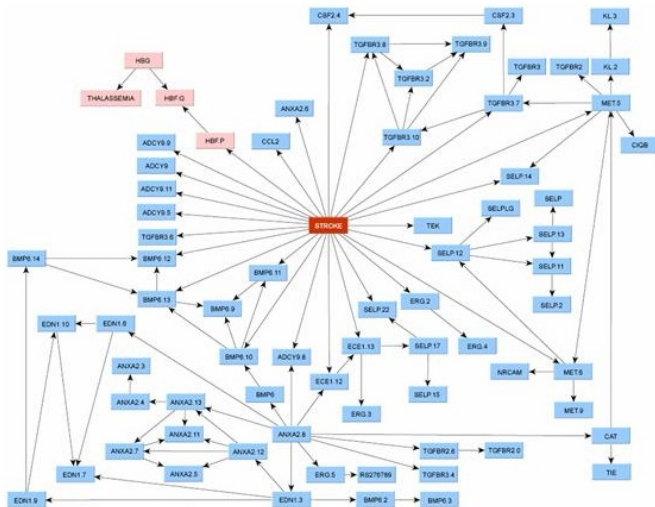 CSF2.4
CSF2.3
KL.3
TGFBR3.8
TGFBR3.9
HBG
TGFBR3
TGFBR2
KL.2
TGFBR3.2
THALASSEMIA
HBF.G
ANXA2.6
TGFBR3.7
MET.5
HBF.P
CCL2
TGFBR3.10
ADCY9.9
CIQB
ADCY9
SELP.14
ADCY9.11
SELPLG
SELP
ADCY9.5
STROKE
TEK
SELP.13
TGFBR3.6
SELP.12
BMP6.14
BMP6.12
SELP.11
BMP6.11
BMP6.13
ERG.2
SELP.2
BMP6.9
SELP.22
EDN1.10
EDN1.6
ECE1.13
SELP.17
ERG.4
BMP6.10
ADCY9.8
ANXA2.3
NRCAM
MET.6
ECE1.12
BMP6
SELP.15
ANXA2.4
ANXA2.13
ERG.3
MET.9
ANXA2.11
ANXA2.8
CAT
ANXA2.7
ANXA2.12
TGFBR2.6
TGFBR2.0
EDN1.7
ANXA2.5
ERG.5
RS276789
TGFBR3.4
TIE
EDN1.9
EDN1.3
BMP6.2
BMP6.3